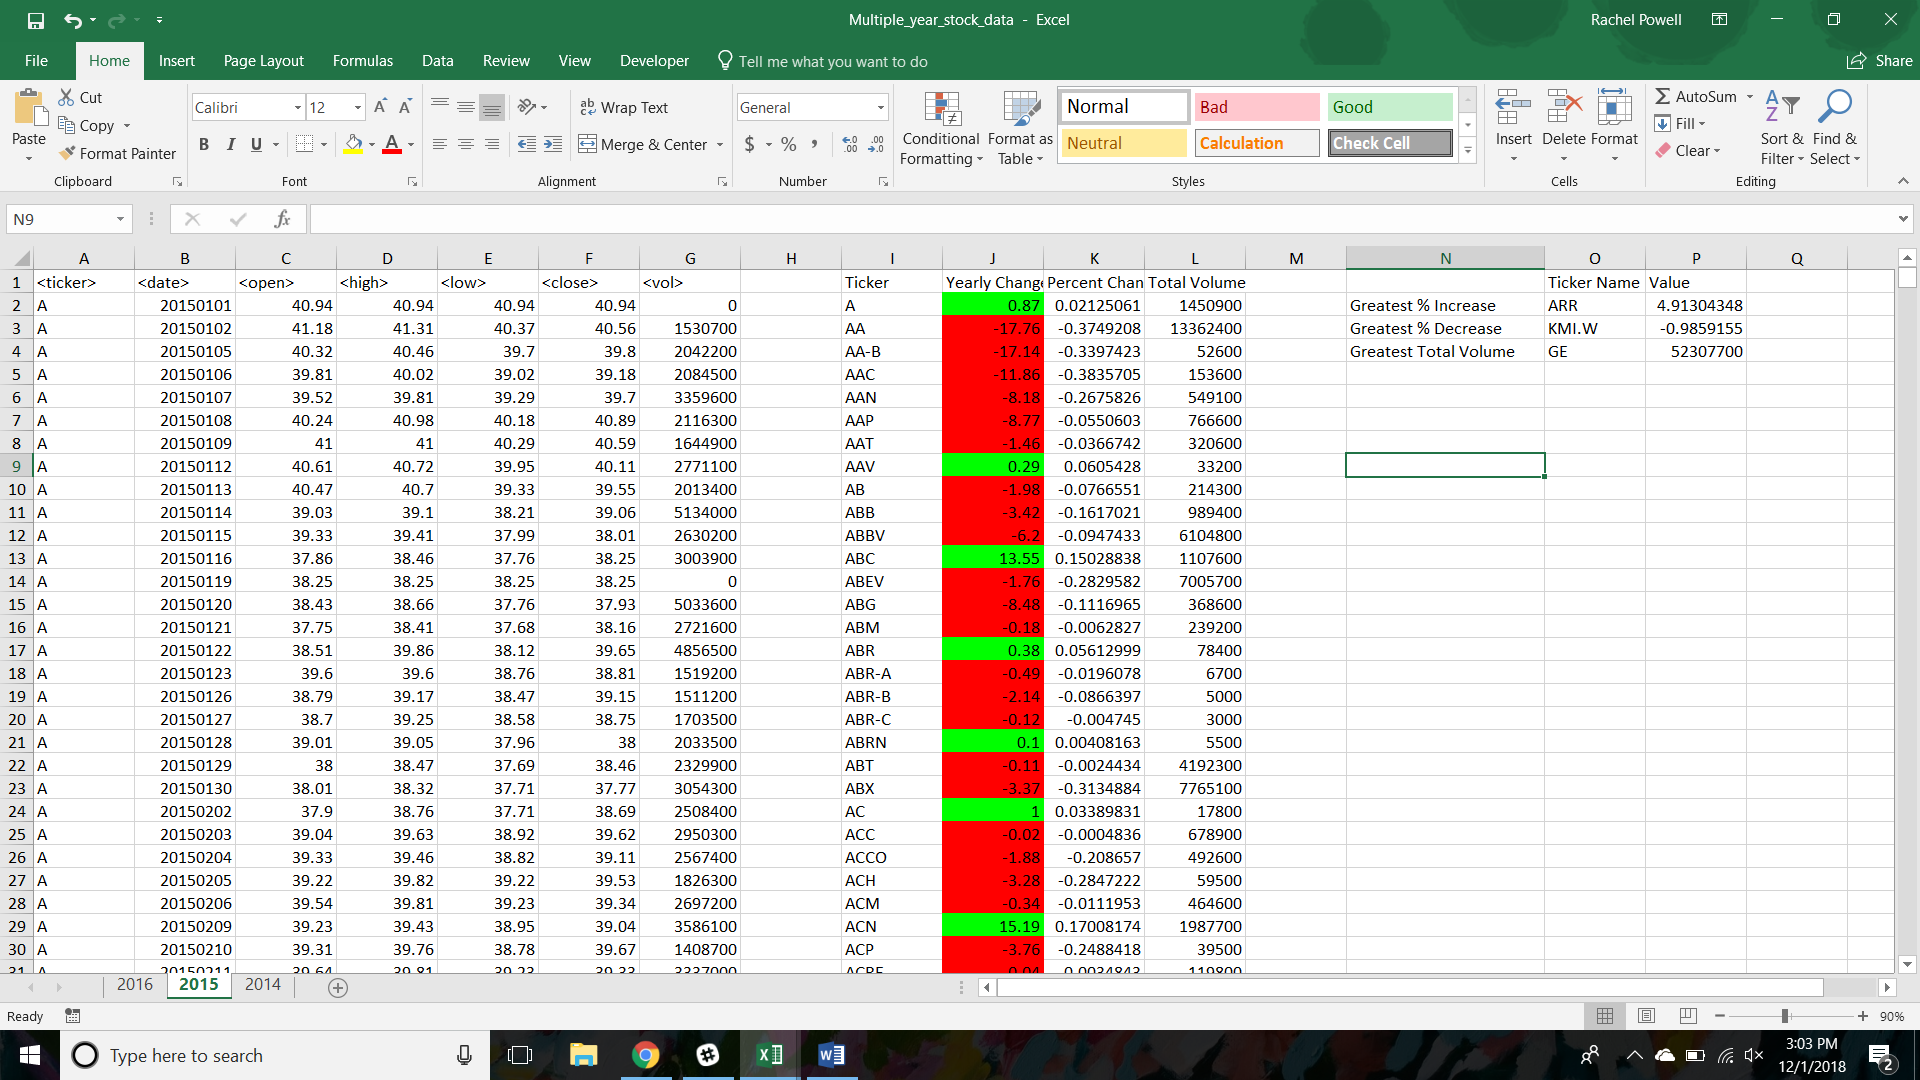 Multiple_year_stock_data - Excel
Rachel Powell
File Home Insert Page Layout Formulas Data Review View Developer Tell me what you want to do Share
Paste Cut Copy Format Painter Clipboard
Calibri 12 B I U A Font
Wrap Text Merge & Center Alignment
General $ % , Number
Conditional Formatting Format as Table
Normal Bad Good
Neutral Calculation Check Cell
Styles
Insert Delete Format Cells
AutoSum Fill Clear Sort & Filter Find & Select Editing
N9 fx
A B C D E F G H I J K L M N O P Q
1 <ticker> <date> <open> <high> <low> <close> <vol> Ticker Yearly Change Percent Chan Total Volume Ticker Name Value
2 A 20150101 40.94 40.94 40.94 40.94 0 A 0.87 0.02125061 1450900 Greatest % Increase ARR 4.91304348
3 A 20150102 41.18 41.31 40.37 40.56 1530700 AA -17.76 -0.3749208 13362400 Greatest % Decrease KMI.W -0.9859155
4 A 20150105 40.32 40.46 39.7 39.8 2042200 AA-B -17.14 -0.3397423 52600 Greatest Total Volume GE 52307700
5 A 20150106 39.81 40.02 39.02 39.18 2084500 AAC -11.86 -0.3835705 153600
6 A 20150107 39.52 39.81 39.29 39.7 3359600 AAN -8.18 -0.2675826 549100
7 A 20150108 40.24 40.98 40.18 40.89 2116300 AAP -8.77 -0.0550603 766600
8 A 20150109 41 41 40.29 40.59 1644900 AAT -1.46 -0.0366742 320600
9 A 20150112 40.61 40.72 39.95 40.11 2771100 AAV 0.29 0.0605428 33200
10 A 20150113 40.47 40.7 39.33 39.55 2013400 AB -1.98 -0.0766551 214300
11 A 20150114 39.03 39.1 38.21 39.06 5134000 ABB -3.42 -0.1617021 989400
12 A 20150115 39.33 39.41 37.99 38.01 2630200 ABBV -6.2 -0.0947433 6104800
13 A 20150116 37.86 38.46 37.76 38.25 3003900 ABC 13.55 0.15028838 1107600
14 A 20150119 38.25 38.25 38.25 38.25 0 ABEV -1.76 -0.2829582 7005700
15 A 20150120 38.43 38.66 37.76 37.93 5033600 ABG -8.48 -0.1116965 368600
16 A 20150121 37.75 38.41 37.68 38.16 2721600 ABM -0.18 -0.0062827 239200
17 A 20150122 38.51 39.86 38.12 39.65 4856500 ABR 0.38 0.05612999 78400
18 A 20150123 39.6 39.6 38.76 38.81 1519200 ABR-A -0.49 -0.0196078 6700
19 A 20150126 38.79 39.17 38.47 39.15 1511200 ABR-B -2.14 -0.0866397 5000
20 A 20150127 38.7 39.25 38.58 38.75 1703500 ABR-C -0.12 -0.004745 3000
21 A 20150128 39.01 39.05 37.96 38 2033500 ABRN 0.1 0.00408163 5500
22 A 20150129 38 38.47 37.69 38.46 2329900 ABT -0.11 -0.0024434 4192300
23 A 20150130 38.01 38.32 37.71 37.77 3054300 ABX -3.37 -0.3134884 7765100
24 A 20150202 37.9 38.76 37.71 38.69 2508400 AC 1 0.03389831 17800
25 A 20150203 39.04 39.63 38.92 39.62 2950300 ACC -0.02 -0.0004836 678900
26 A 20150204 39.33 39.46 38.82 39.11 2567400 ACCO -1.88 -0.208657 492600
27 A 20150205 39.22 39.82 39.22 39.53 1826300 ACH -3.28 -0.2847222 59500
28 A 20150206 39.54 39.81 39.23 39.34 2697200 ACM -0.34 -0.0111953 464600
29 A 20150209 39.23 39.43 38.95 39.04 3586100 ACN 15.19 0.17008174 1987700
30 A 20150210 39.31 39.76 38.78 39.67 1408700 ACP -3.76 -0.2488418 39500
31 A 20150211 39.64 39.81
2016 2015 2014
Ready 90%
Type here to search
3:03 PM
12/1/2018
2